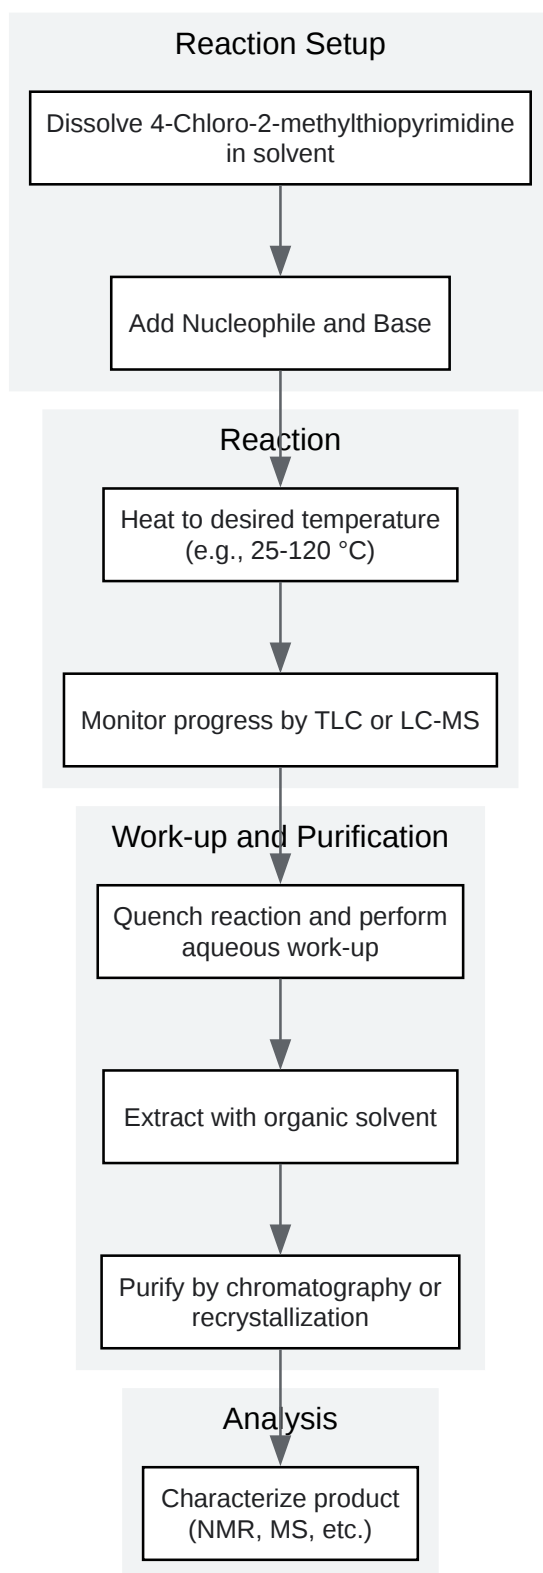 Reaction Setup
Dissolve 4-Chloro-2-methylthiopyrimidine
in solvent
Add Nucleophile and Base
Reaction
Heat to desired temperature
(e.g., 25-120 °C)
Monitor progress by TLC or LC-MS
Work-up and Purification
Quench reaction and perform
aqueous work-up
Extract with organic solvent
Purify by chromatography or
recrystallization
Analysis
Characterize product
(NMR, MS, etc.)